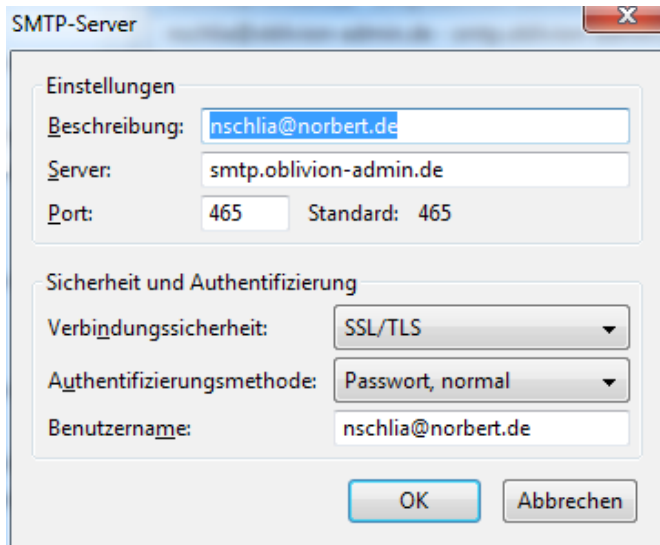 SMTP-Server
Einstellungen
Beschreibung: nschlia@norbert.de
Server: smtp.oblivion-admin.de
Port: 465 Standard: 465
Sicherheit und Authentifizierung
Verbindungssicherheit: SSL/TLS
Authentifizierungsmethode: Passwort, normal
Benutzername: nschlia@norbert.de
OK Abbrechen